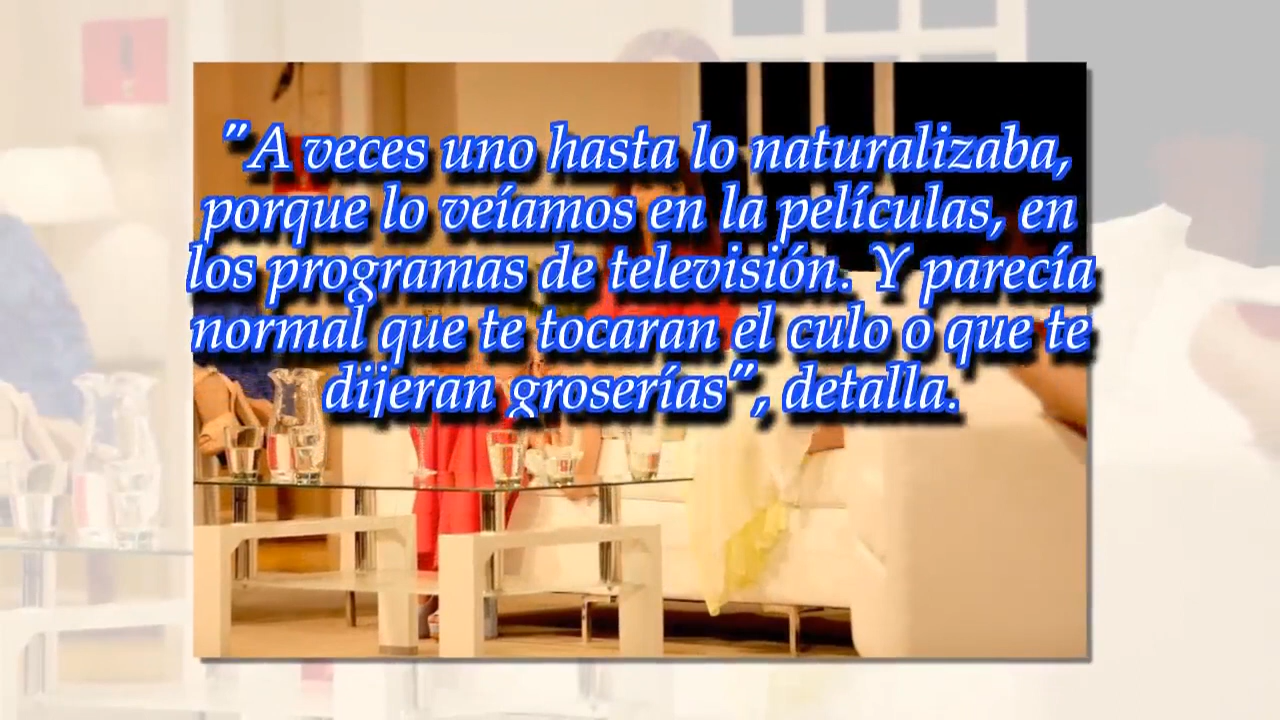 "A veces uno hasta lo naturalizaba,
porque lo veíamos en la películas, en
los programas de televisión. Y parecía
normal que te tocaran el culo o que te
dijeran groserías", detalla.